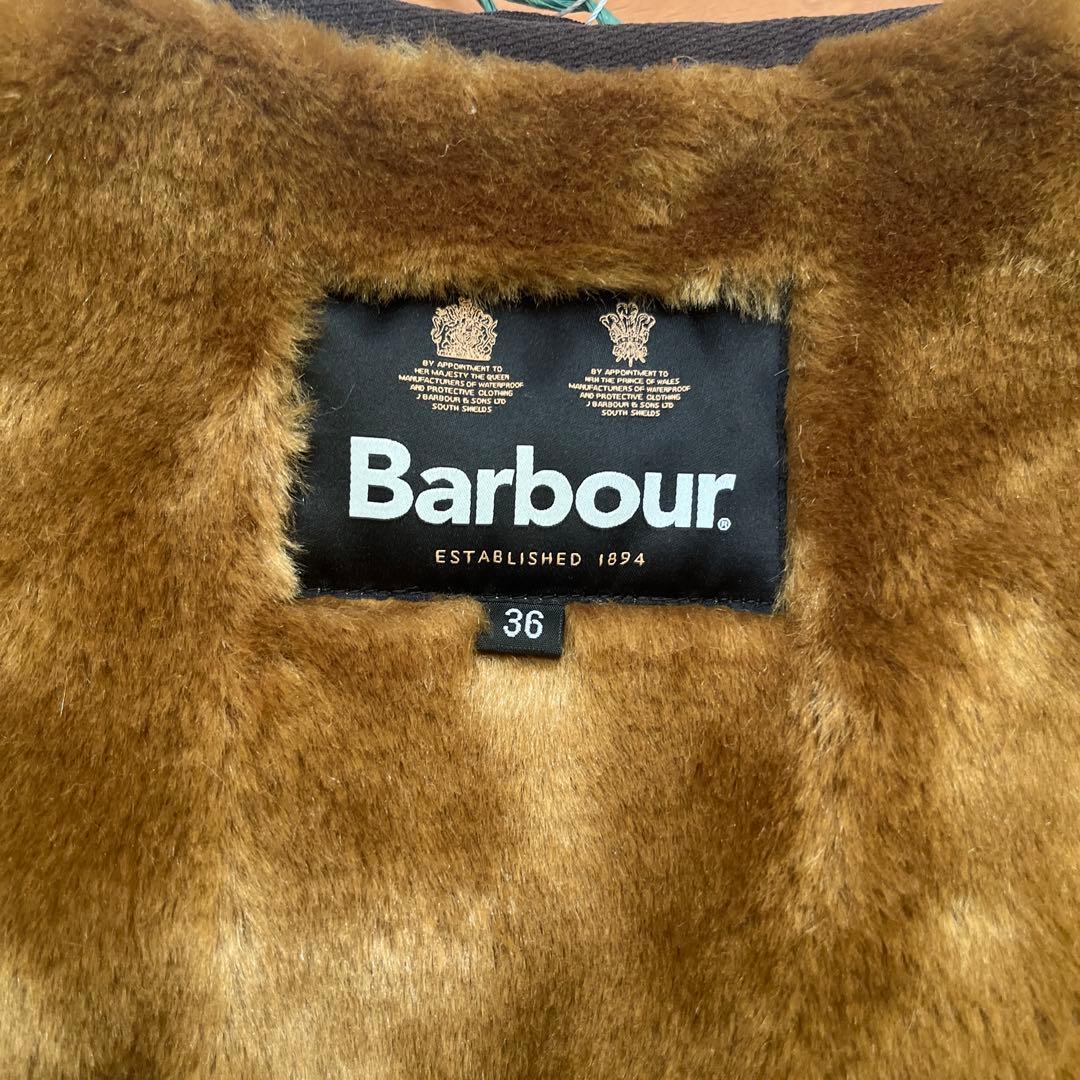 BY APPOINTMENT TO
HER MAJESTY THE QUEEN
MANUFACTURERS OF WATERPROOF
AND PROTECTIVE CLOTHING
J BARBOUR & SONS LTD
SOUTH SHIELDS
BY APPOINTMENT TO
HRH THE PRINCE OF WALES
MANUFACTURERS OF WATERPROOF
AND PROTECTIVE CLOTHING
J BARBOUR & SONS LTD
SOUTH SHIELDS
Barbour®
ESTABLISHED 1894
36